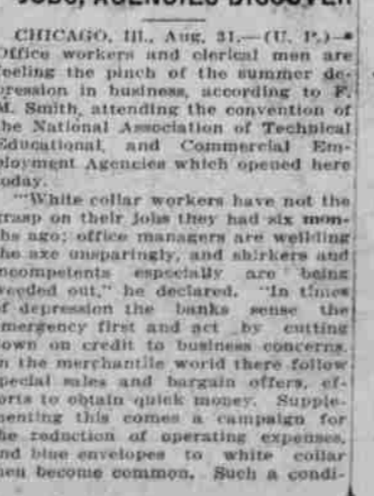 JOBS, AGENCIES DISCOVER
CHICAGO, Ill., Aug. 31.—(U. P.)—
Office workers and clerical men are
feeling the pinch of the summer de-
pression in business, according to F.
M. Smith, attending the convention of
the National Association of Technical
Educational, and Commercial Em-
ployment Agencies which opened here
today.
"White collar workers have not the
grasp on their jobs they had six mon-
ths ago; office managers are weilding
the axe unsparingly, and shirkers and
incompetents especially are being
weeded out," he declared. "In times
of depression the banks sense the
emergency first and act by cutting
down on credit to business concerns.
In the merchantile world there follow
special sales and bargain offers, ef-
forts to obtain quick money. Supple-
menting this comes a campaign for
the reduction of operating expenses,
and blue envelopes to white collar
men become common. Such a condi-